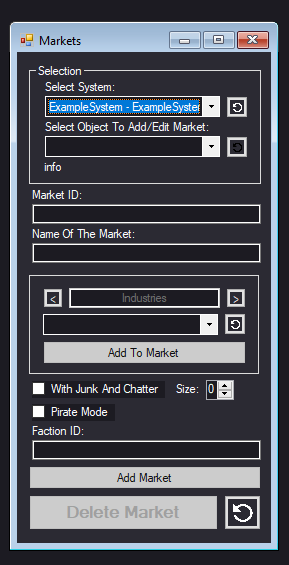 Markets
Selection
Select System:
ExampleSystem - ExampleSyster
Select Object To Add/Edit Market:
info
Market ID:
Name Of The Market:
< Industries >
Add To Market
With Junk And Chatter Size: 0
Pirate Mode
Faction ID:
Add Market
Delete Market